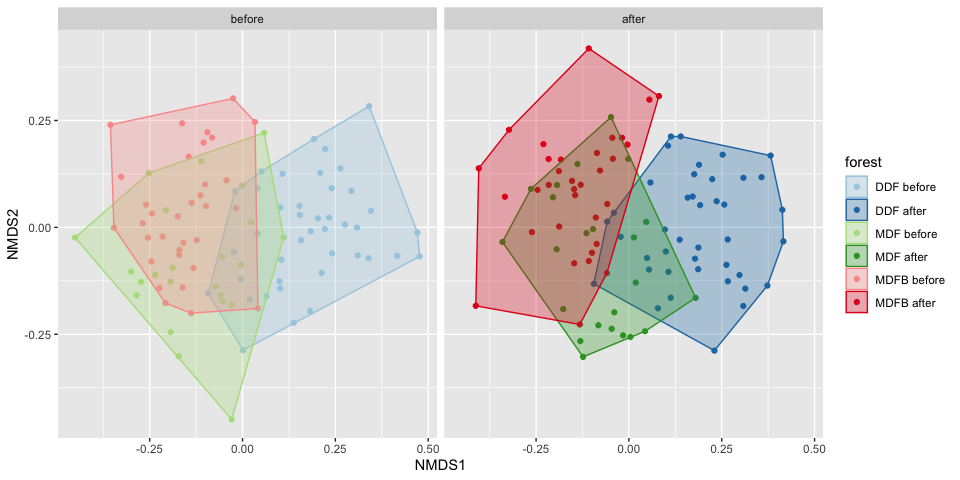 before
after
NMDS2
0.25
0.00
-0.25
-0.25
0.00
0.25
0.50
-0.25
0.00
0.25
0.50
NMDS1
forest
DDF before
DDF after
MDF before
MDF after
MDFB before
MDFB after